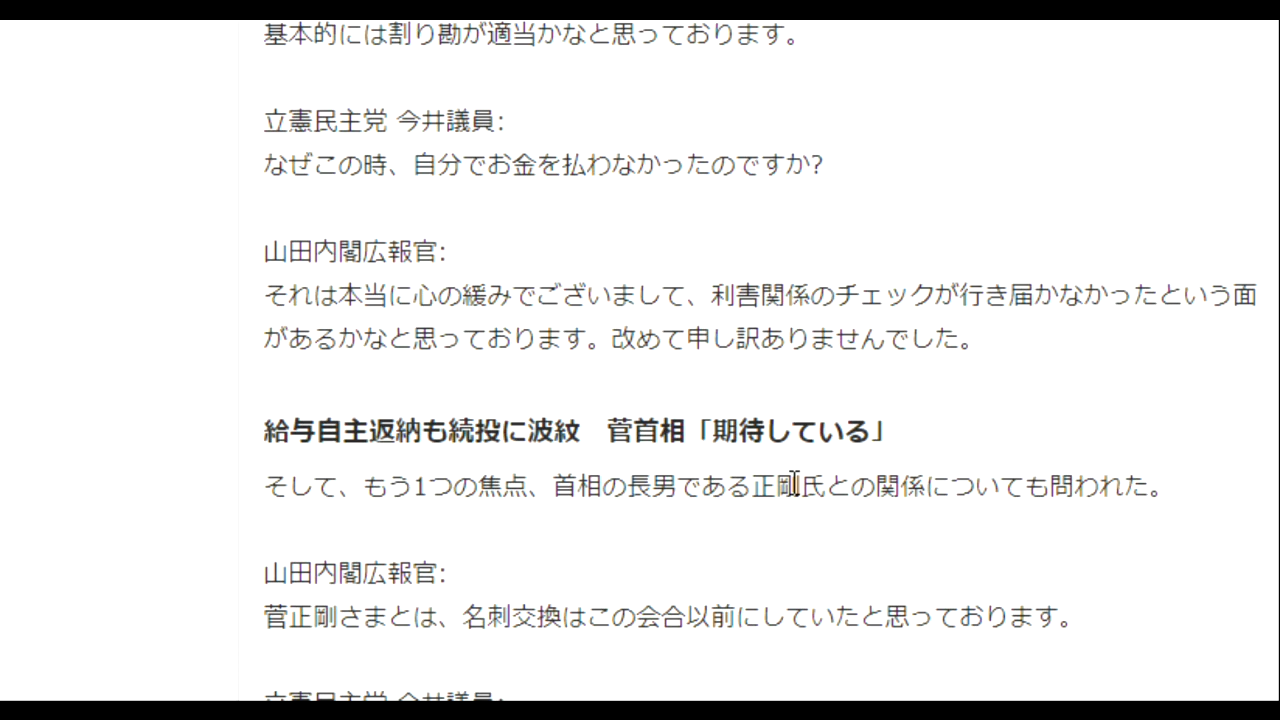 基本的には割り勘が適当かなと思っております。
立憲民主党 今井議員:
なぜこの時、自分でお金を払わなかったのですか?
山田内閣広報官:
それは本当に心の緩みでございまして、利害関係のチェックが行き届かなかったという面
があるかなと思っております。改めて申し訳ありませんでした。
給与自主返納も続投に波紋　菅首相「期待している」
そして、もう1つの焦点、首相の長男である正剛氏との関係についても問われた。
山田内閣広報官:
菅正剛さまとは、名刺交換はこの会合以前にしていたと思っております。
立憲民主党 今井議員: